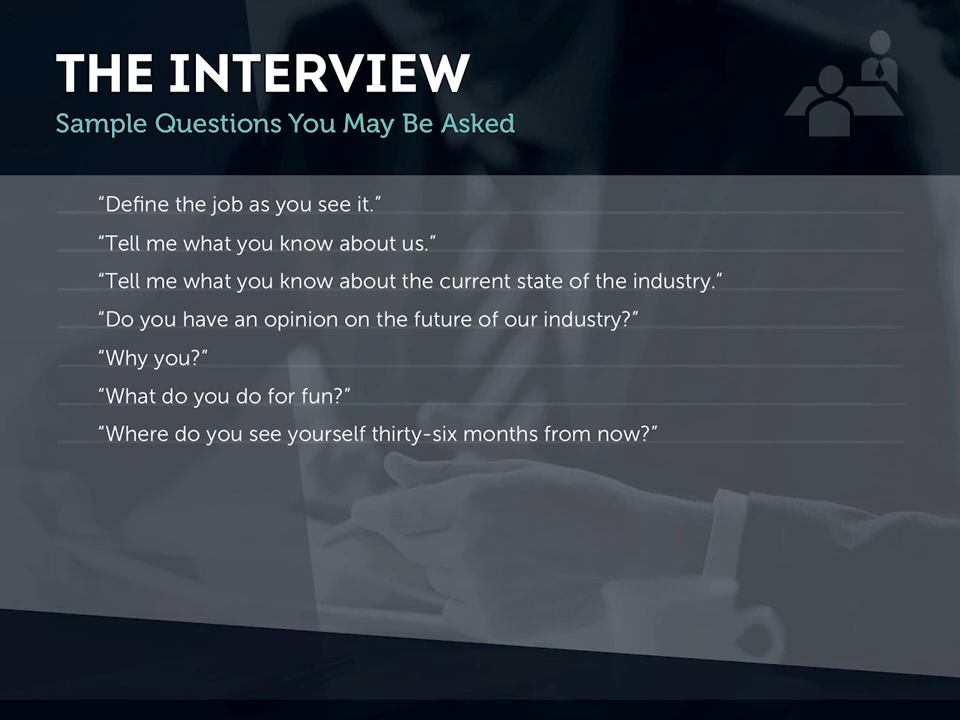 THE INTERVIEW
Sample Questions You May Be Asked
“Define the job as you see it.”
“Tell me what you know about us.”
“Tell me what you know about the current state of the industry.”
“Do you have an opinion on the future of our industry?”
“Why you?”
“What do you do for fun?”
“Where do you see yourself thirty-six months from now?”